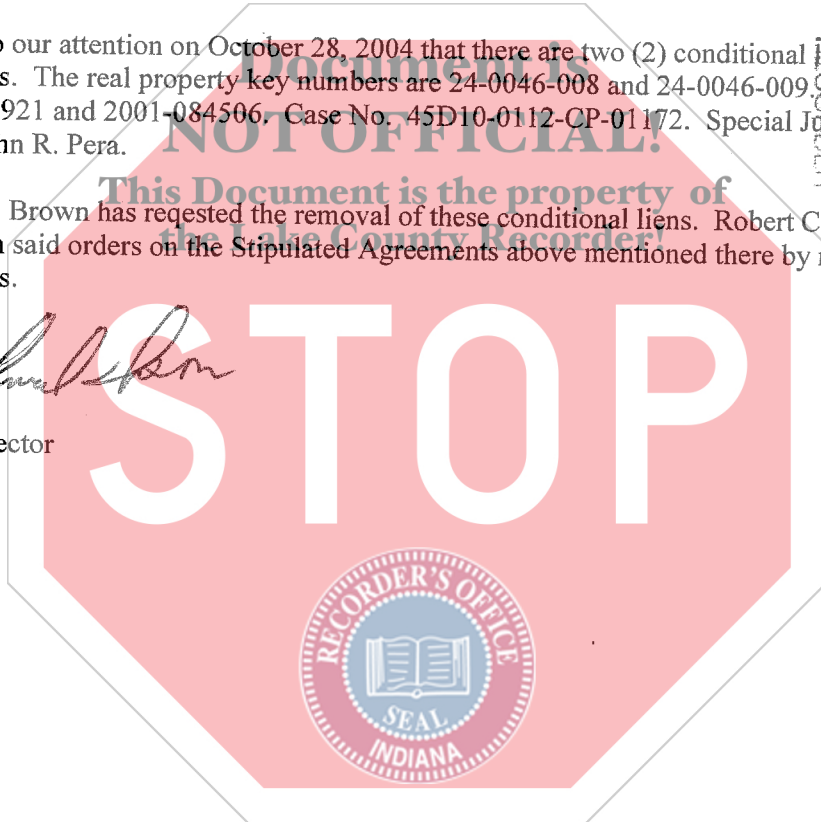 our attention on October 28, 2004 that there are two (2) conditional
s. The real property key numbers are 24-0046-008 and 24-0046-009.
921 and 2001-084506. Case No. 45D10-0112-CP-01172. Special
n R. Pera.
Brown has reqested the removal of these conditional liens. Robert C
said orders on the Stipulated Agreements above mentioned there by
s.
ector
Document is
NOT OFFICIAL!
This Document is the property of
the Lake County Recorder!
STOP
RECORDER'S OFFICE
SEAL
INDIANA